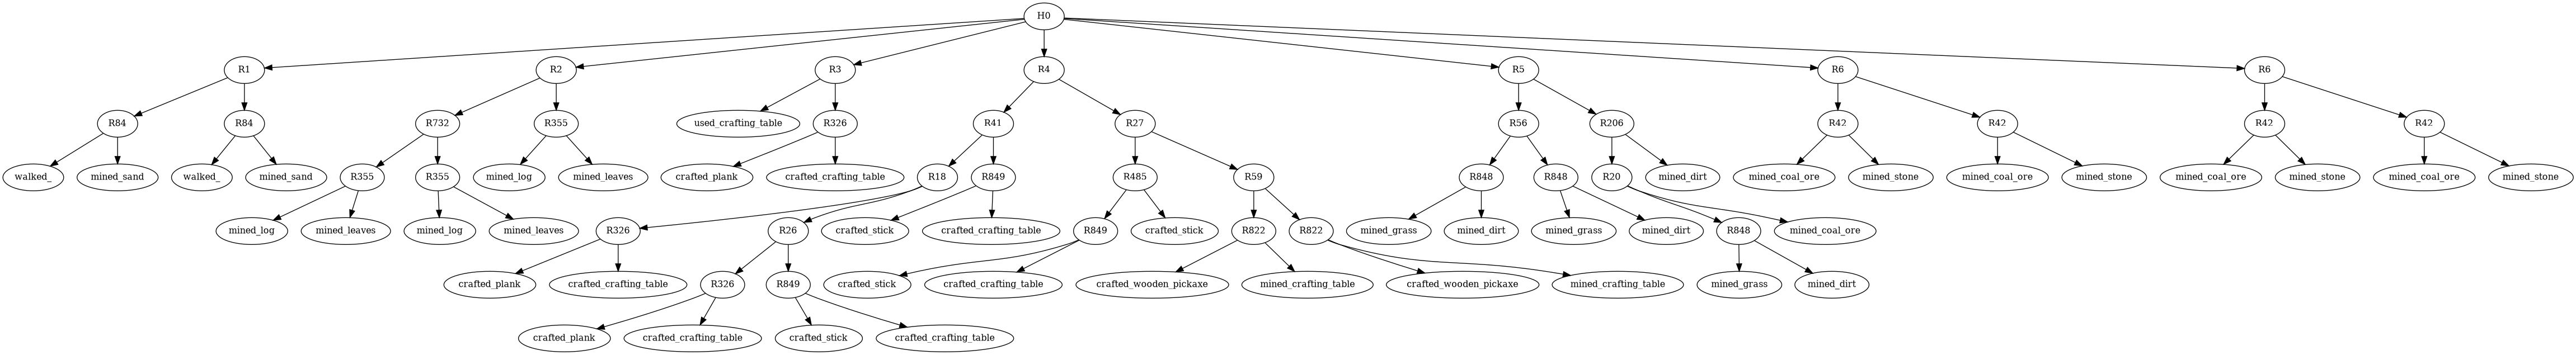 H0
R1
R2
R3
R4
R5
R6
R6
R84
R84
R732
R355
used_crafting_table
R326
R41
R27
R56
R206
R42
R42
R42
R42
walked_
mined_sand
walked_
mined_sand
R355
R355
mined_log
mined_leaves
crafted_plank
crafted_crafting_table
R18
R849
R485
R59
R848
R848
R20
mined_dirt
mined_coal_ore
mined_stone
mined_coal_ore
mined_stone
mined_coal_ore
mined_stone
mined_coal_ore
mined_stone
mined_log
mined_leaves
mined_log
mined_leaves
R326
R26
crafted_stick
crafted_crafting_table
R849
crafted_stick
R822
R822
mined_grass
mined_dirt
mined_grass
mined_dirt
R848
mined_coal_ore
crafted_plank
crafted_crafting_table
R326
R849
crafted_stick
crafted_crafting_table
crafted_wooden_pickaxe
mined_crafting_table
crafted_wooden_pickaxe
mined_crafting_table
mined_grass
mined_dirt
crafted_plank
crafted_crafting_table
crafted_stick
crafted_crafting_table